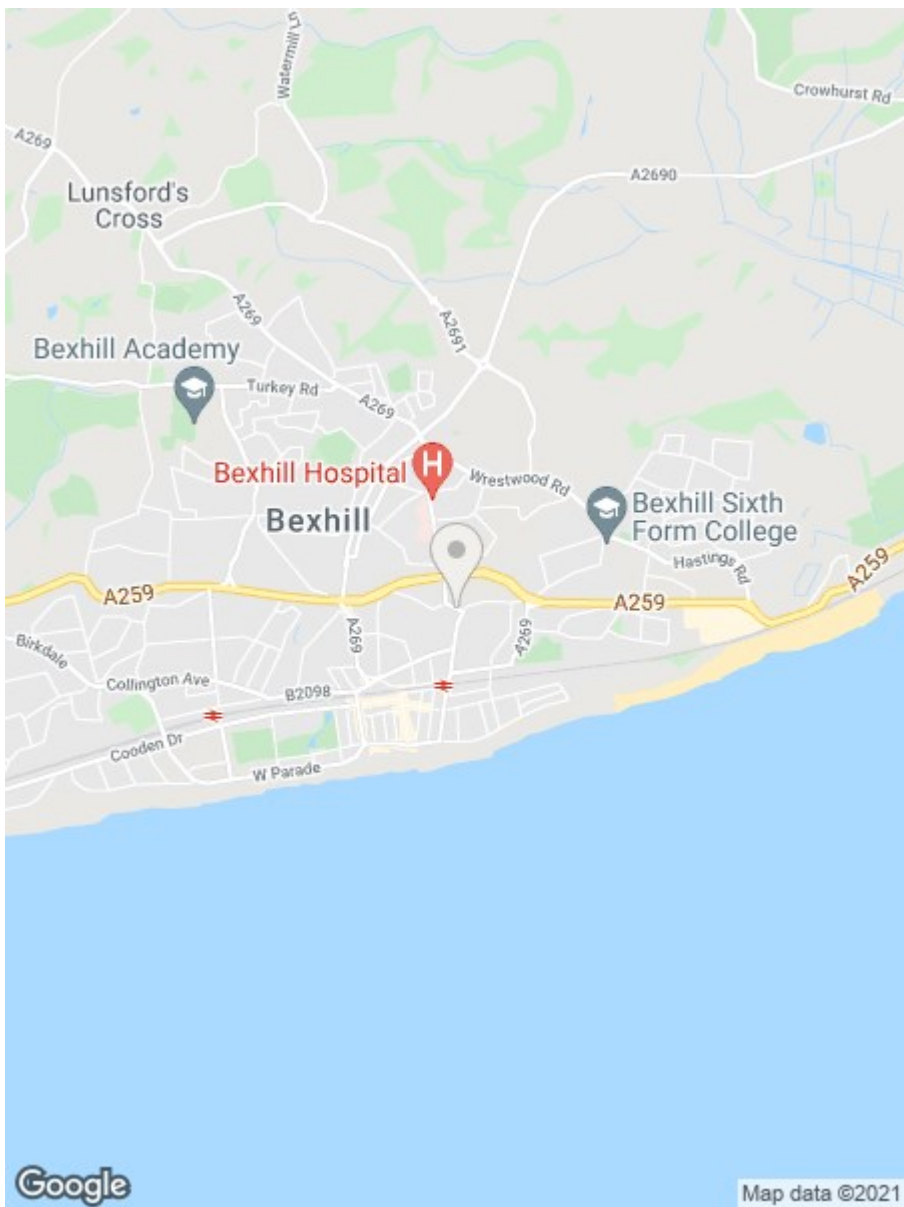 Watermill Ln
Crowhurst Rd
A269
A2690
Lunsford's
Cross
A269
A2691
Bexhill Academy
Turkey Rd
A269
Bexhill Hospital
H
Wrestwood Rd
Bexhill Sixth
Form College
Bexhill
Hastings Rd
A259
A259
A259
Birkdale
A269
A269
Collington Ave
B2098
Cooden Dr
W Parade
Google
Map data ©2021